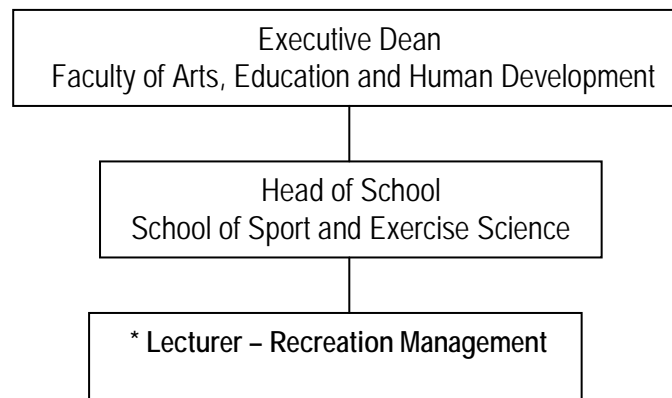 Executive Dean
Faculty of Arts, Education and Human Development
Head of School
School of Sport and Exercise Science
* Lecturer – Recreation Management